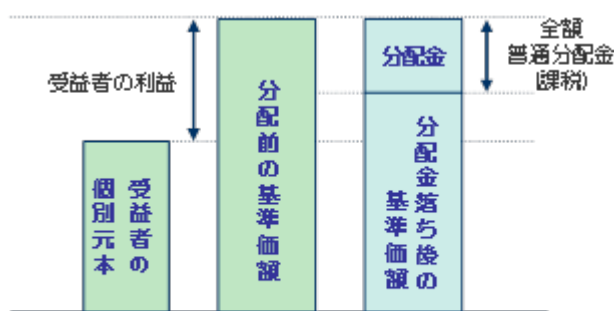 受益者の利益
受益者の
個別元本
分配前の基準価額
分配金
分配金落ち後の
基準価額
全額
普通分配金
(課税)